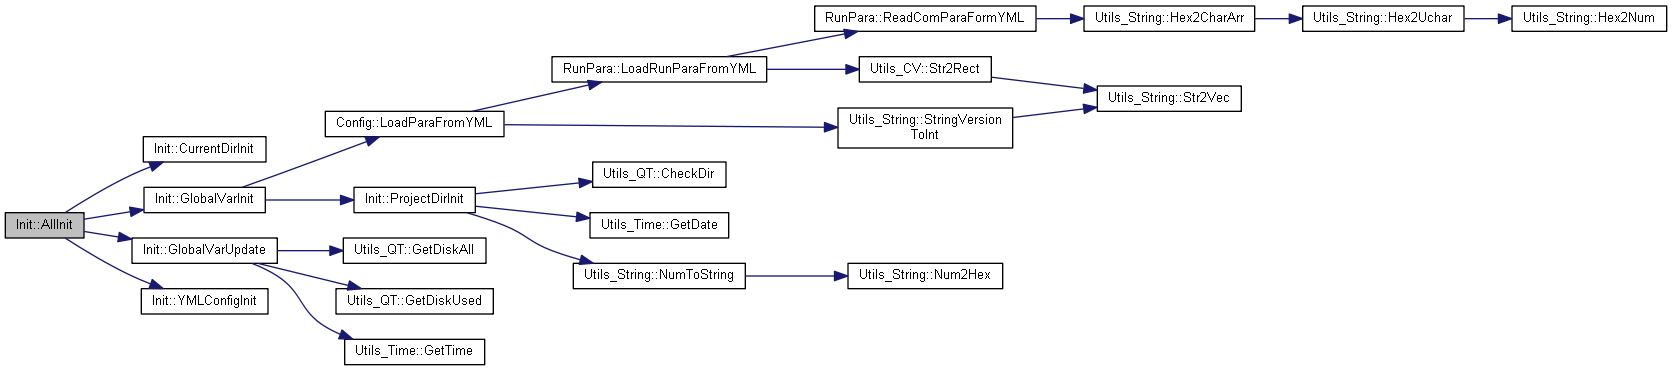 RunPara::ReadComParaFormYML
Utils_String::Hex2CharArr
Utils_String::Hex2Uchar
Utils_String::Hex2Num
RunPara::LoadRunParaFromYML
Utils_CV::Str2Rect
Utils_String::Str2Vec
Config::LoadParaFromYML
Utils_String::StringVersion
ToInt
Init::CurrentDirInit
Utils_QT::CheckDir
Init::GlobalVarInit
Init::ProjectDirInit
Init::AllInit
Utils_Time::GetDate
Init::GlobalVarUpdate
Utils_QT::GetDiskAll
Utils_String::NumToString
Utils_String::Num2Hex
Init::YMLConfigInit
Utils_QT::GetDiskUsed
Utils_Time::GetTime